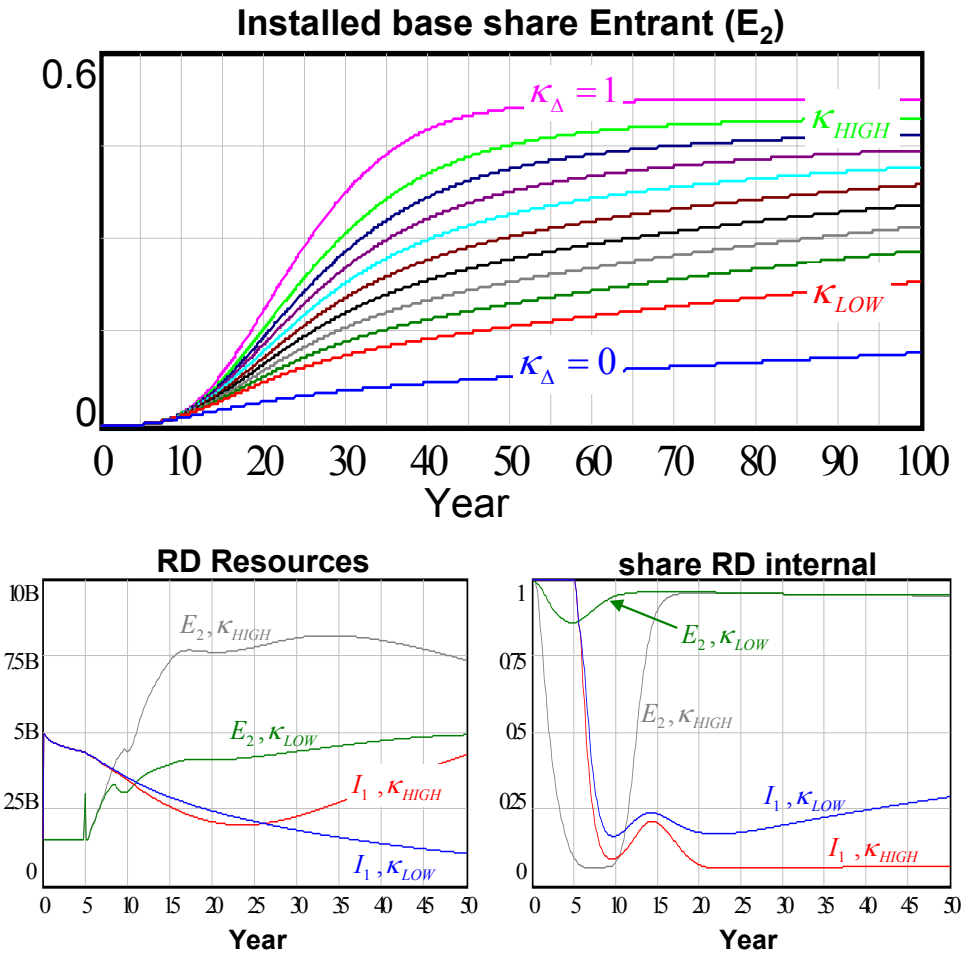 Installed base share Entrant (E₂)
0.6
κ_Δ = 1
κ_HIGH
κ_LOW
κ_Δ = 0
0
0 10 20 30 40 50 60 70 80 90 100
Year
RD Resources
10B
7.5B
5B
2.5B
0
E₂, κ_HIGH
E₂, κ_LOW
I₁, κ_HIGH
I₁, κ_LOW
0 5 10 15 20 25 30 35 40 45 50
Year
share RD internal
1
0.75
0.5
0.25
0
E₂, κ_LOW
E₂, κ_HIGH
I₁, κ_LOW
I₁, κ_HIGH
0 5 10 15 20 25 30 35 40 45 50
Year